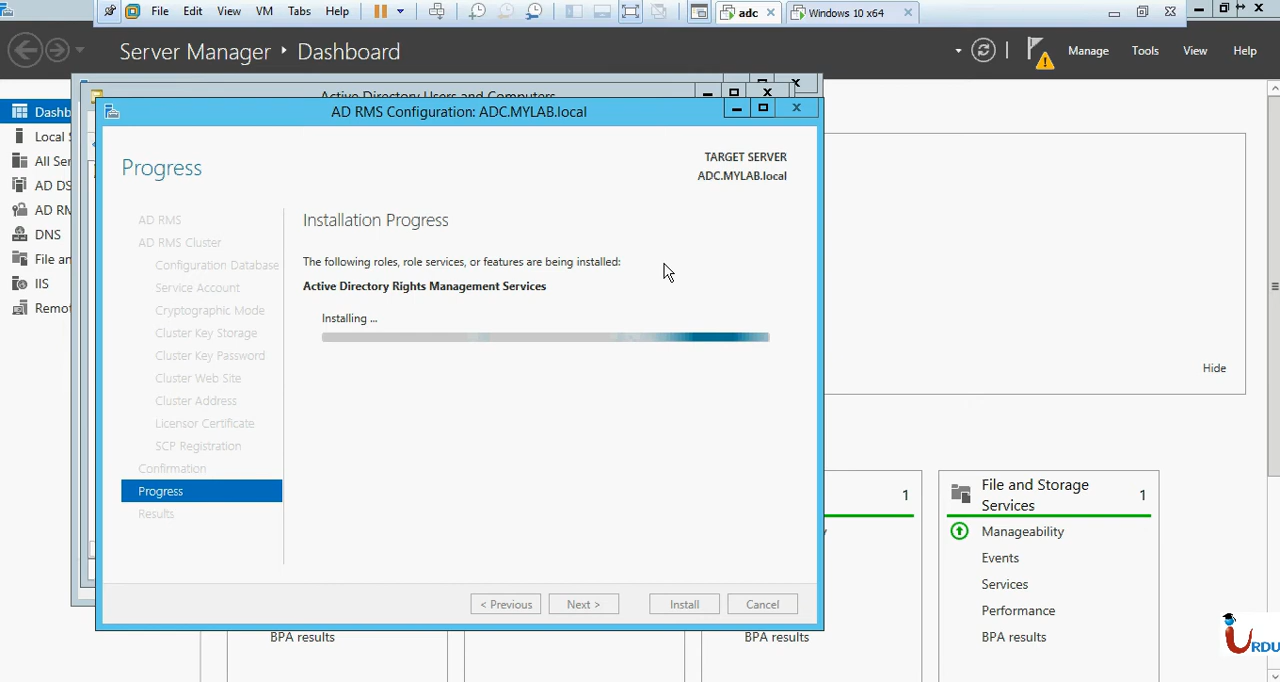 File Edit View VM Tabs Help adc Windows 10 x64
Server Manager Dashboard Manage Tools View Help
Active Directory Users and Computers
AD RMS Configuration: ADC.MYLAB.local
Dashb
Local
All Ser
AD DS
AD RM
DNS
File an
IIS
Remot
Progress
TARGET SERVER
ADC.MYLAB.local
AD RMS
AD RMS Cluster
Configuration Database
Service Account
Cryptographic Mode
Cluster Key Storage
Cluster Key Password
Cluster Web Site
Cluster Address
Licensor Certificate
SCP Registration
Confirmation
Progress
Results
Installation Progress
The following roles, role services, or features are being installed:
Active Directory Rights Management Services
Installing ...
< Previous Next > Install Cancel
Hide
1
File and Storage
Services
1
Manageability
Events
Services
Performance
BPA results
BPA results
BPA results
URDU